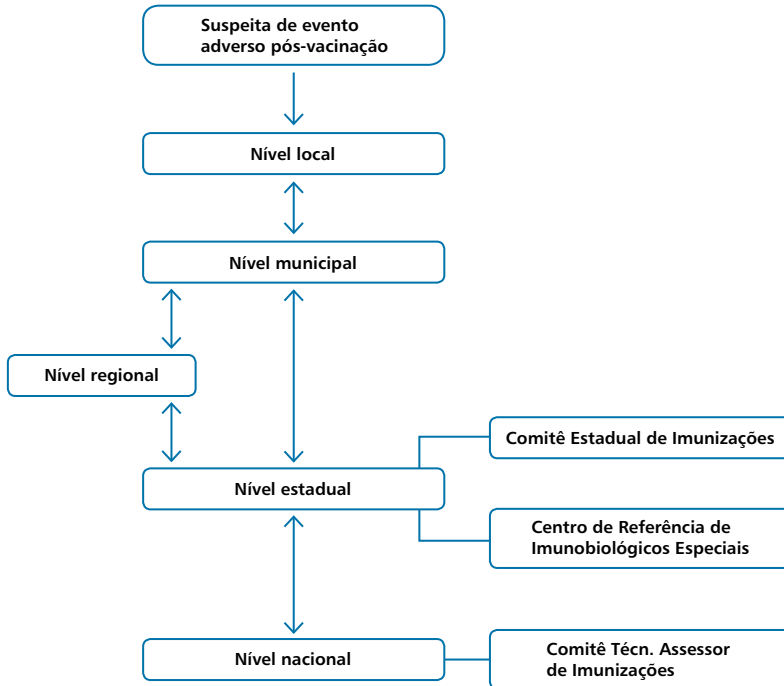 Suspeita de evento
adverso pós-vacinação
Nível local
Nível municipal
Nível regional
Comitê Estadual de Imunizações
Nível estadual
Centro de Referência de
Imunobiológicos Especiais
Nível nacional
Comitê Técn. Assessor
de Imunizações